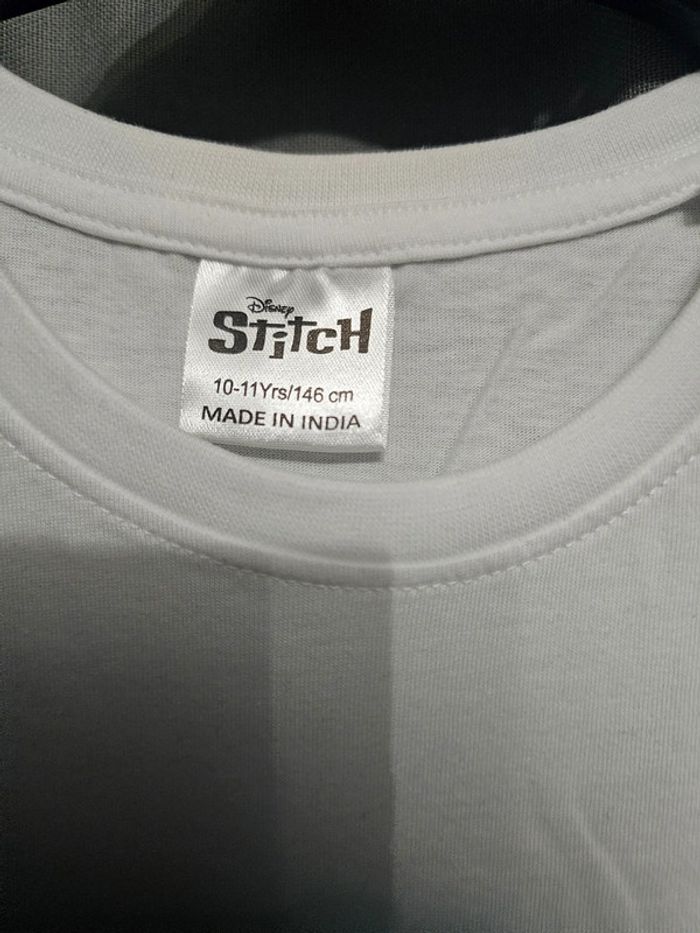 Disney
Stitch
10-11Yrs/146 cm
MADE IN INDIA